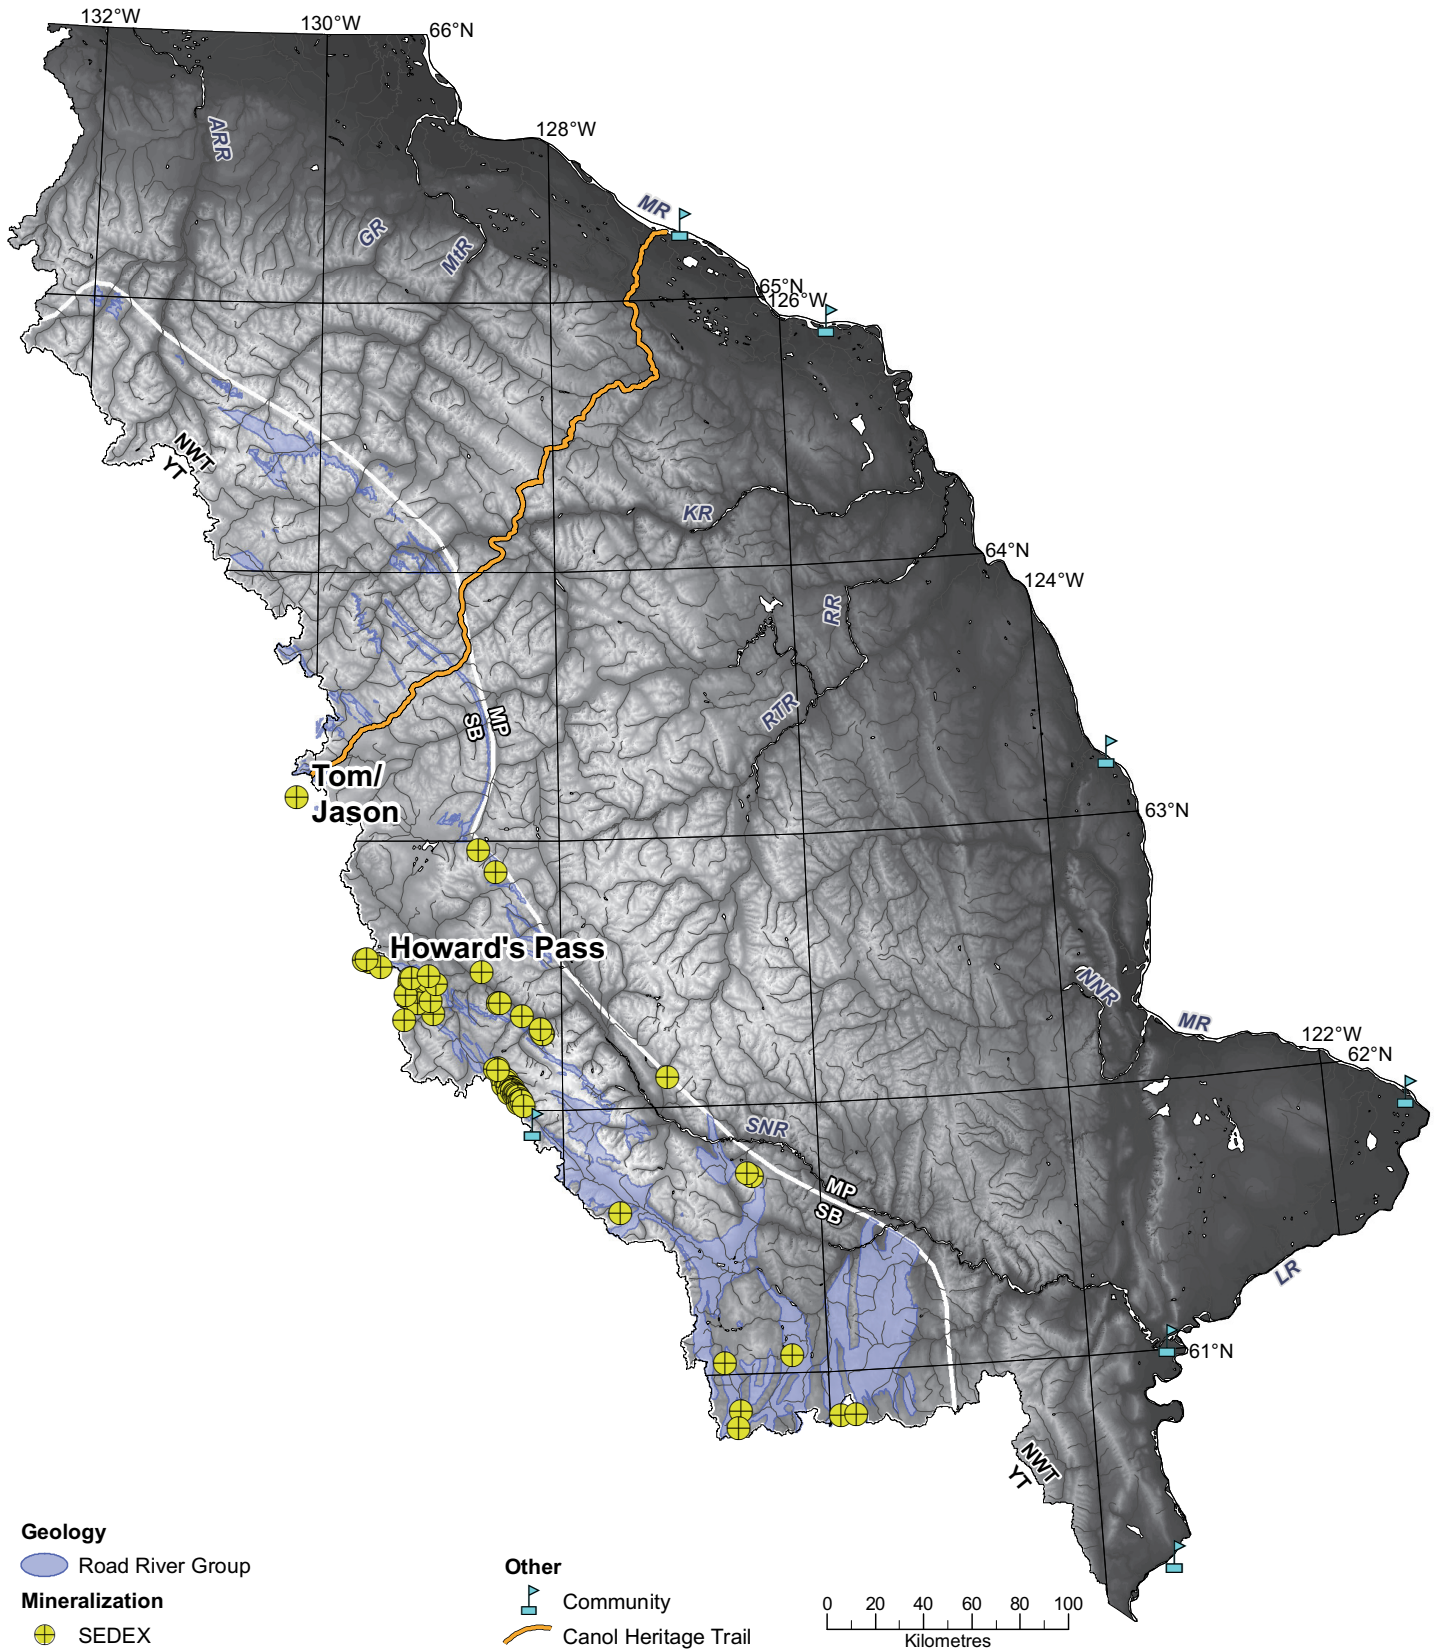 132°W
130°W
66°N
128°W
ARR
MR
GR
MtR
65°N
126°W
NWT
YT
KR
64°N
124°W
RR
RTR
MP
SB
Tom/
Jason
63°N
Howard's Pass
NNR
MR
122°W
62°N
SNR
MP
SB
LR
61°N
NWT
YT
Geology
Road River Group
Mineralization
SEDEX
Other
Community
Canol Heritage Trail
0 20 40 60 80 100
Kilometres